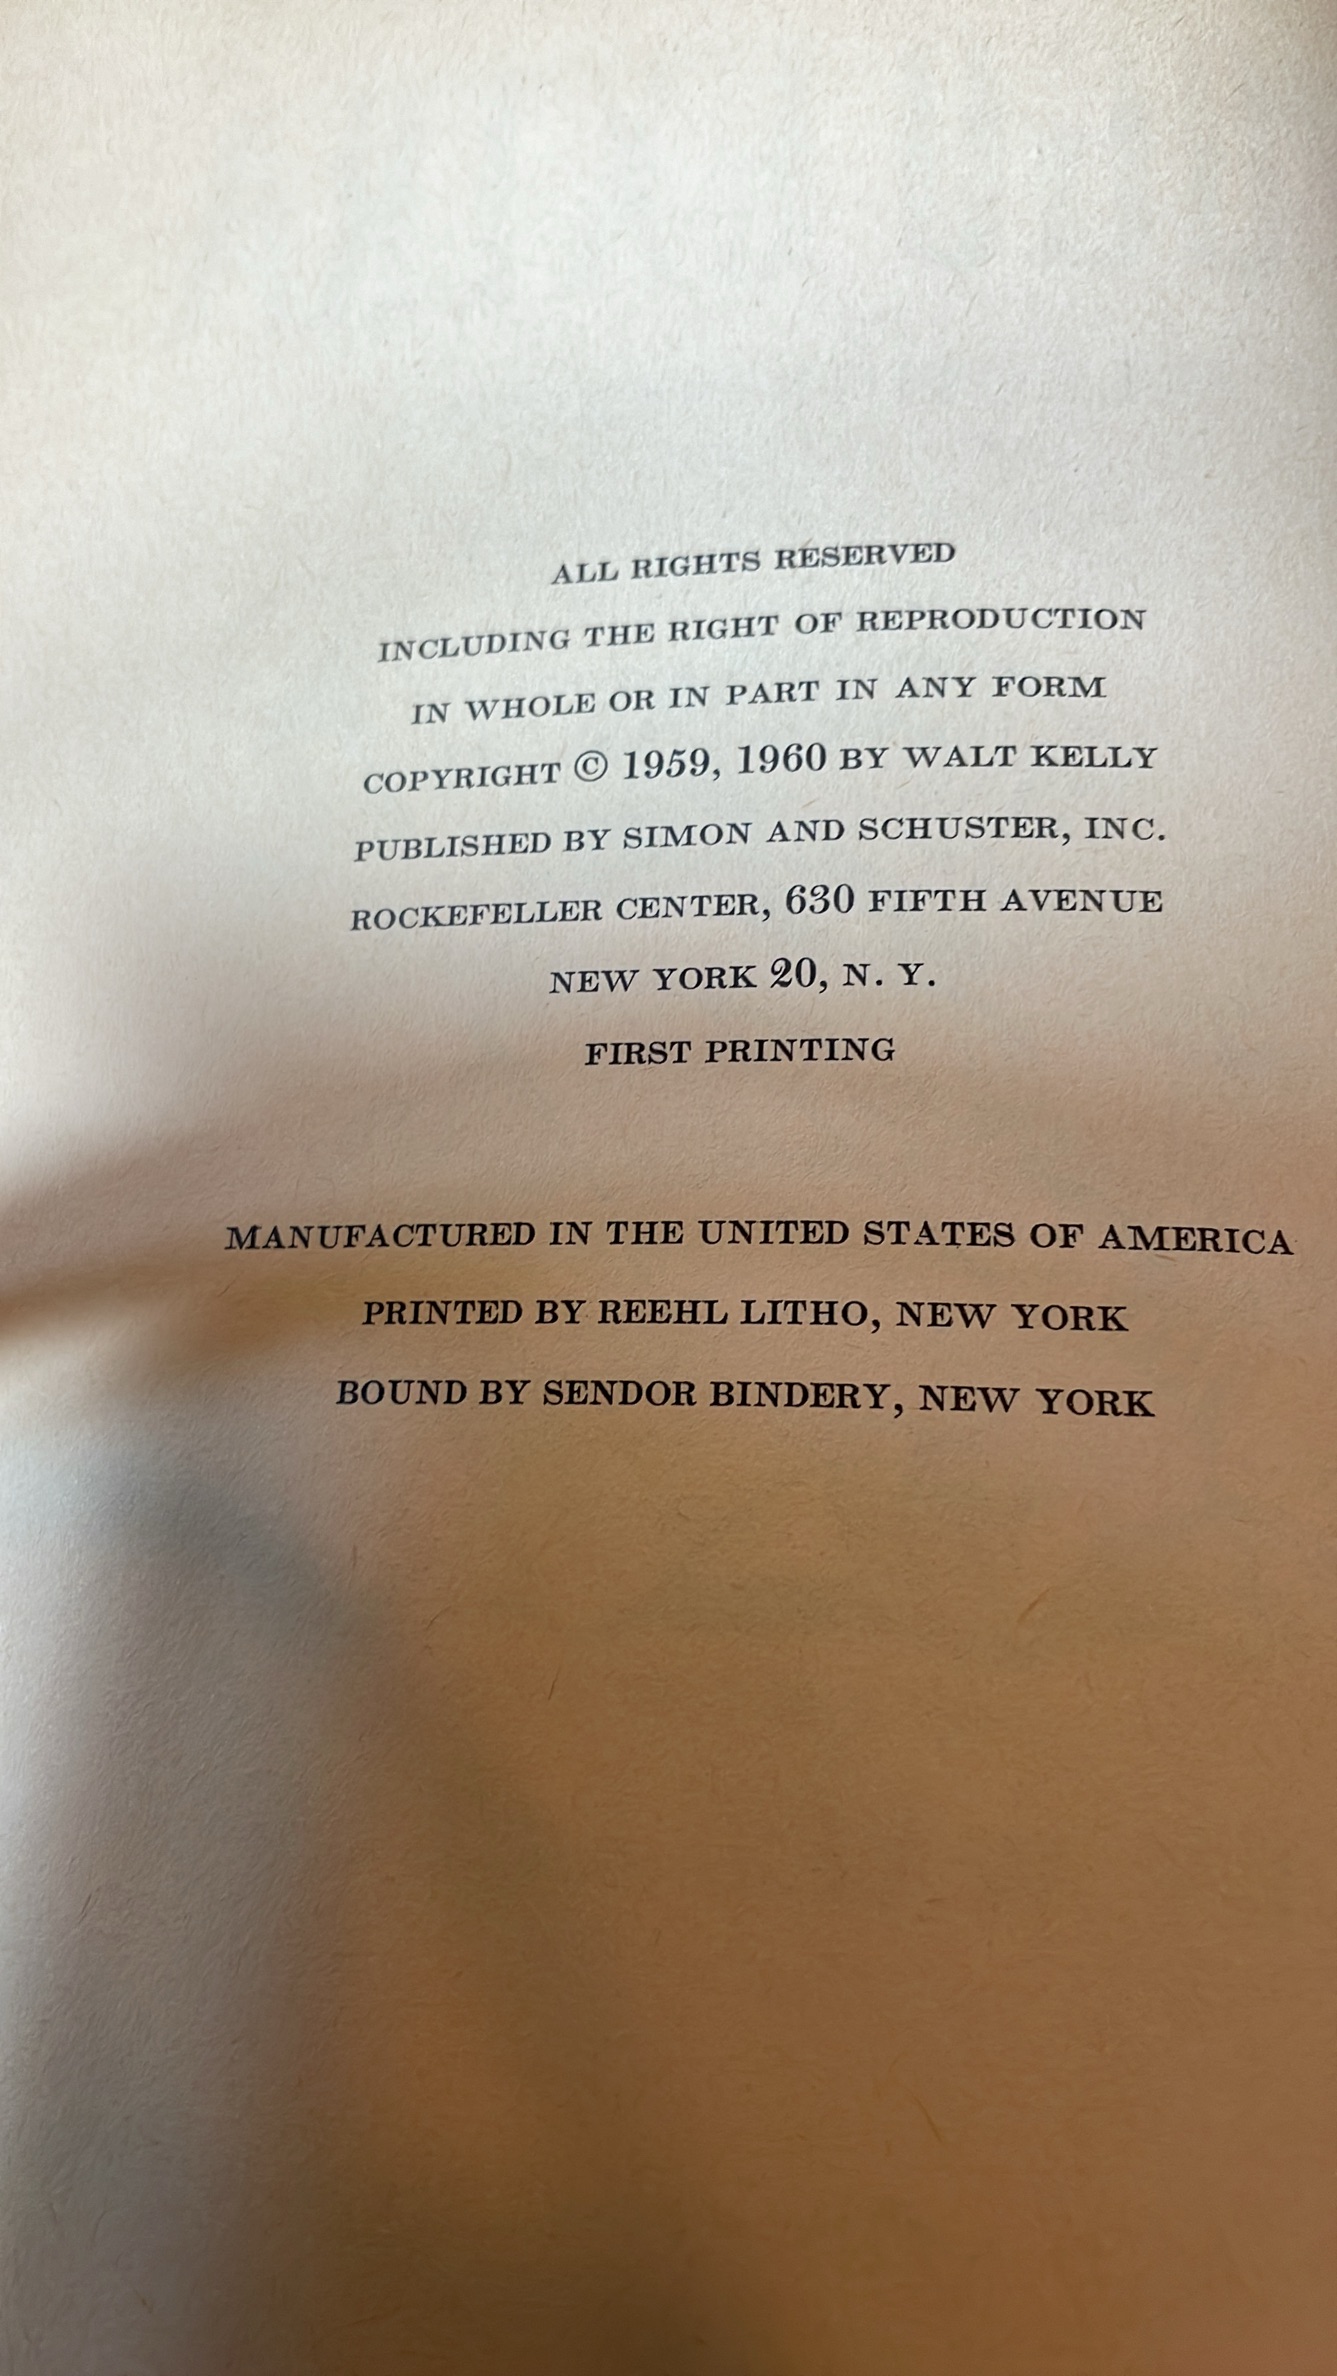 ALL RIGHTS RESERVED
INCLUDING THE RIGHT OF REPRODUCTION
IN WHOLE OR IN PART IN ANY FORM
COPYRIGHT © 1959, 1960 BY WALT KELLY
PUBLISHED BY SIMON AND SCHUSTER, INC.
ROCKEFELLER CENTER, 630 FIFTH AVENUE
NEW YORK 20, N. Y.
FIRST PRINTING
MANUFACTURED IN THE UNITED STATES OF AMERICA
PRINTED BY REEHL LITHO, NEW YORK
BOUND BY SENDOR BINDERY, NEW YORK